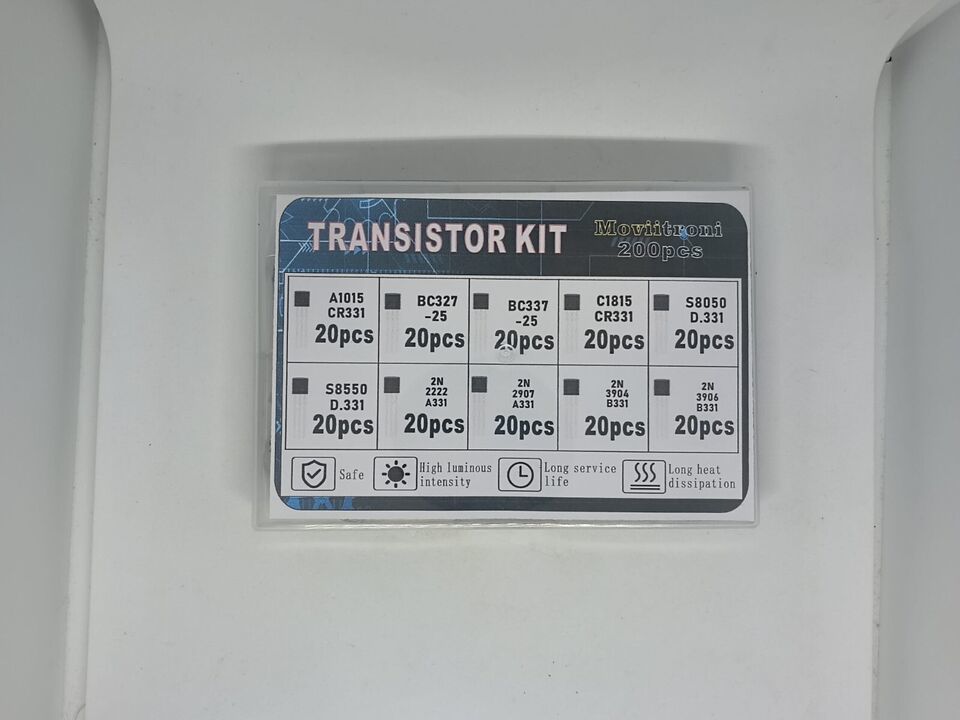 TRANSISTOR KIT
Moviitroni
200pcs
A1015
CR331
20pcs
BC327
-25
20pcs
BC337
-25
20pcs
C1815
CR331
20pcs
S8050
D.331
20pcs
S8550
D.331
20pcs
2N
2222
A331
20pcs
2N
2907
A331
20pcs
2N
3904
B331
20pcs
2N
3906
B331
20pcs
Safe
High luminous
intensity
Long service
life
Long heat
dissipation